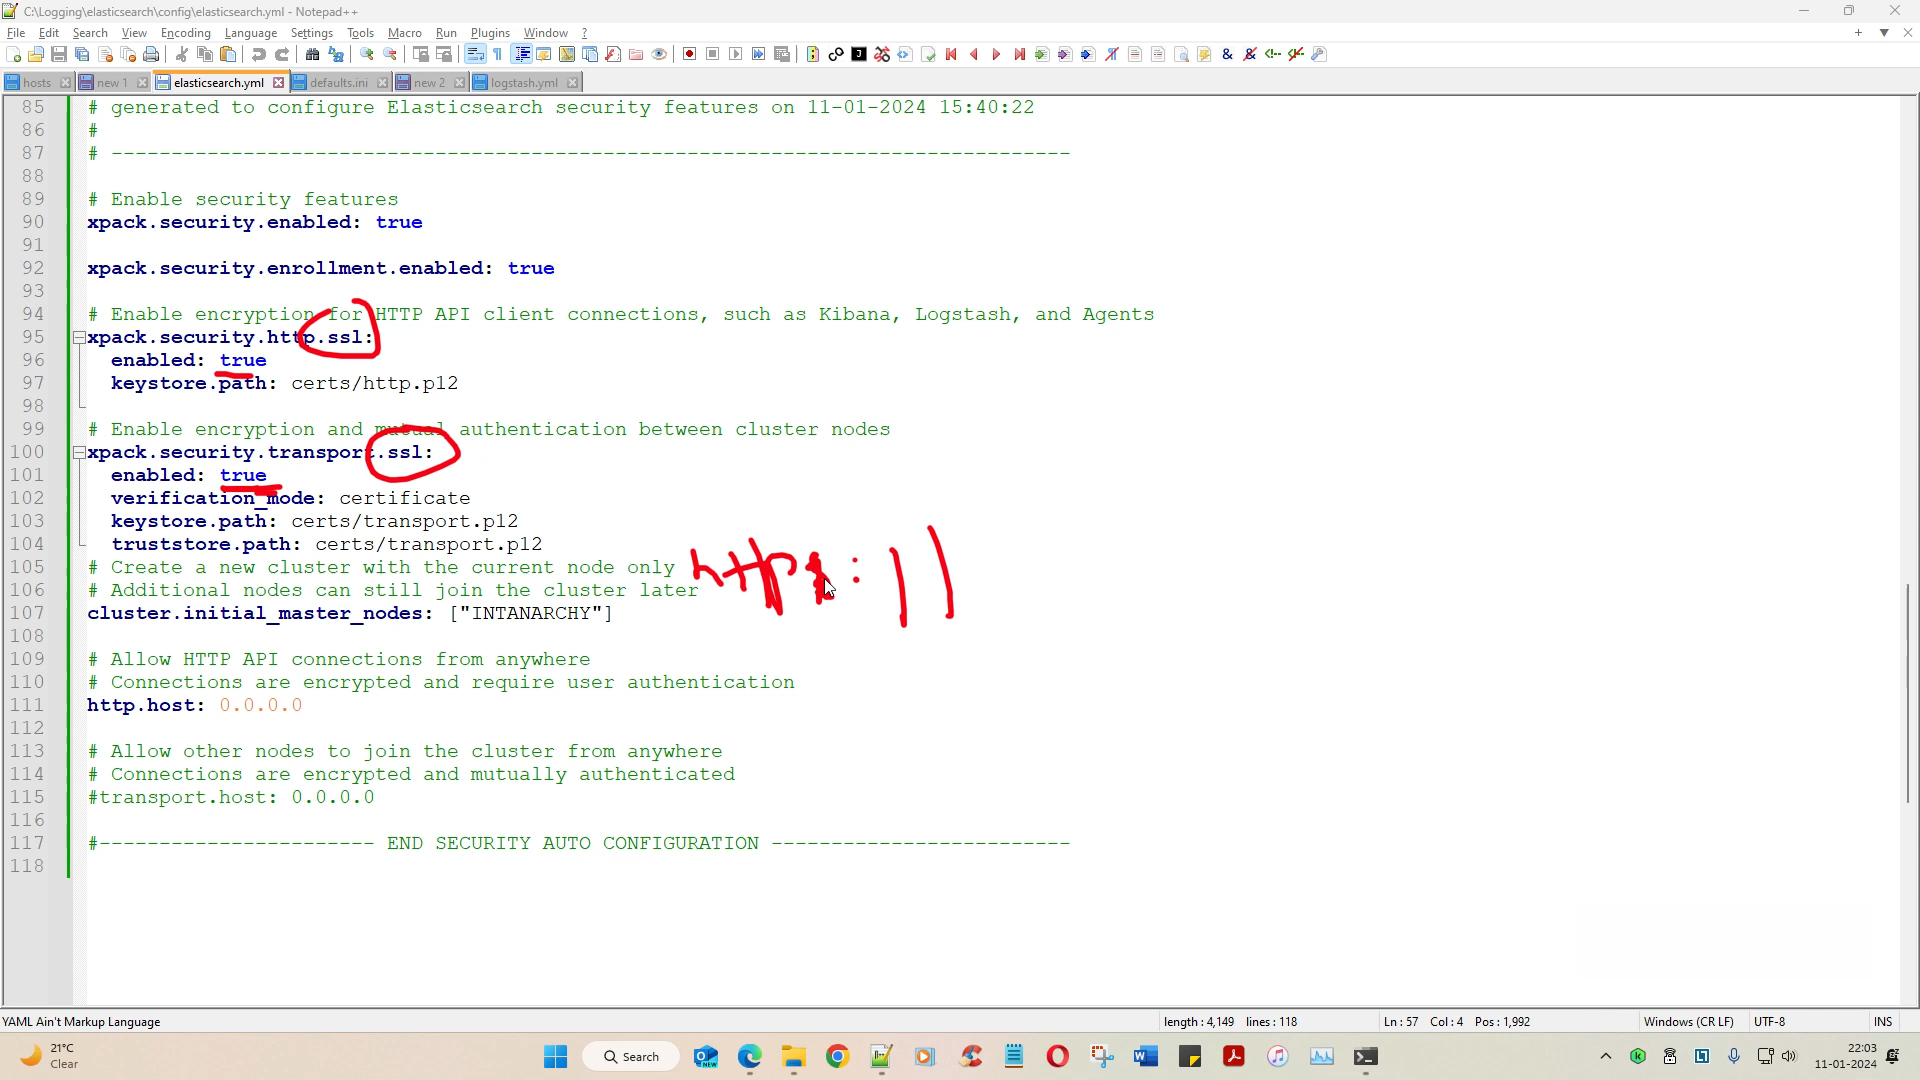 C:\Logging\elasticsearch\config\elasticsearch.yml - Notepad++
File Edit Search View Encoding Language Settings Tools Macro Run Plugins Window ?
hosts new 1 elasticsearch.yml defaults.ini new 2 logstash.yml
85 # generated to configure Elasticsearch security features on 11-01-2024 15:40:22
86 #
87 # --------------------------------------------------------------------------------
88
89 # Enable security features
90 xpack.security.enabled: true
91
92 xpack.security.enrollment.enabled: true
93
94 # Enable encryption for HTTP API client connections, such as Kibana, Logstash, and Agents
95 xpack.security.http.ssl:
96 enabled: true
97 keystore.path: certs/http.p12
98
99 # Enable encryption and mutual authentication between cluster nodes
100 xpack.security.transport.ssl:
101 enabled: true
102 verification_mode: certificate
103 keystore.path: certs/transport.p12
104 truststore.path: certs/transport.p12
105 # Create a new cluster with the current node only
106 # Additional nodes can still join the cluster later
https://
107 cluster.initial_master_nodes: ["INTANARCHY"]
108
109 # Allow HTTP API connections from anywhere
110 # Connections are encrypted and require user authentication
111 http.host: 0.0.0.0
112
113 # Allow other nodes to join the cluster from anywhere
114 # Connections are encrypted and mutually authenticated
115 #transport.host: 0.0.0.0
116
117 #----------------------- END SECURITY AUTO CONFIGURATION -------------------------
118
YAML Ain't Markup Language length : 4,149 lines : 118 Ln : 57 Col : 4 Pos : 1,992 Windows (CR LF) UTF-8 INS
21°C
Clear
Search
22:03
11-01-2024